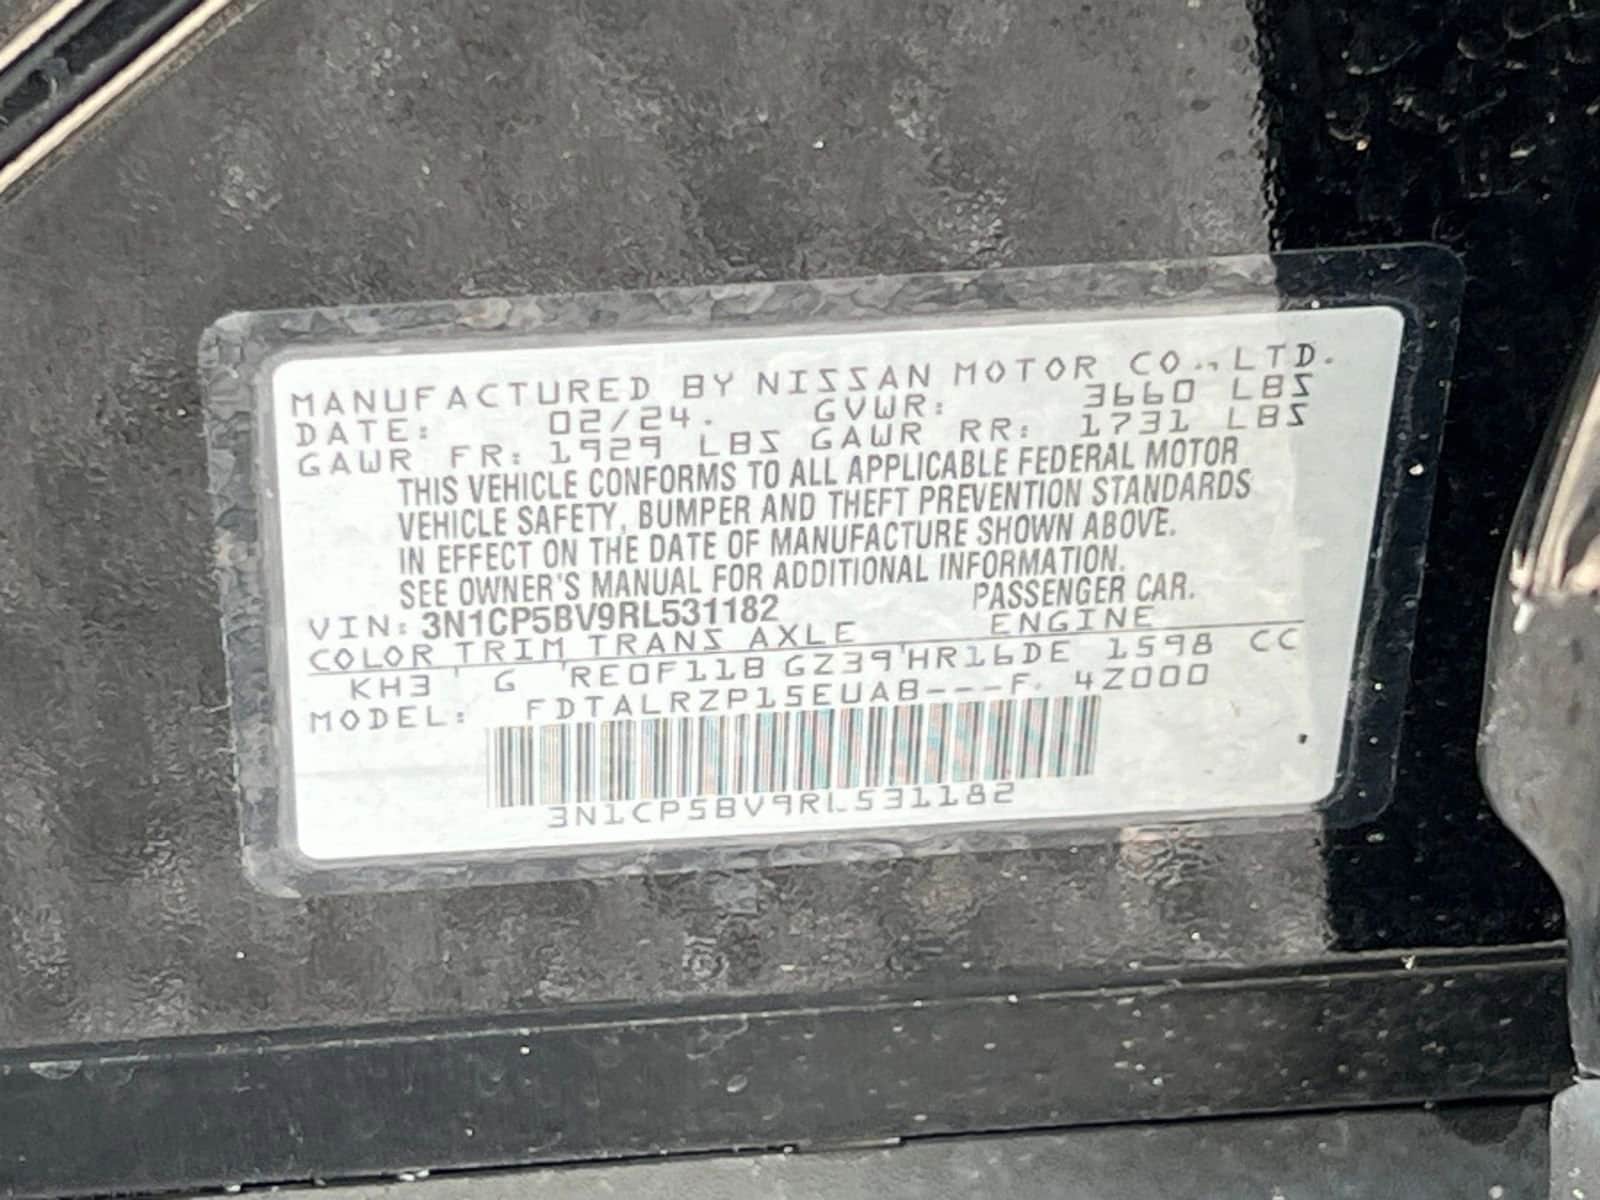 MANUFACTURED BY NISSAN MOTOR CO., LTD.
DATE: 02/24. GVWR: 3660 LBS
GAWR FR: 1929 LBS GAWR RR: 1731 LBS
THIS VEHICLE CONFORMS TO ALL APPLICABLE FEDERAL MOTOR
VEHICLE SAFETY, BUMPER AND THEFT PREVENTION STANDARDS
IN EFFECT ON THE DATE OF MANUFACTURE SHOWN ABOVE.
SEE OWNER'S MANUAL FOR ADDITIONAL INFORMATION.
VIN: 3N1CP5BV9RL531182 PASSENGER CAR.
COLOR TRIM TRANS AXLE ENGINE
KH3 G RE0F11B GZ39 HR16DE 1598 CC
MODEL: FDTALRZP15EUAB---F. 4Z000
3N1CP5BV9RL531182